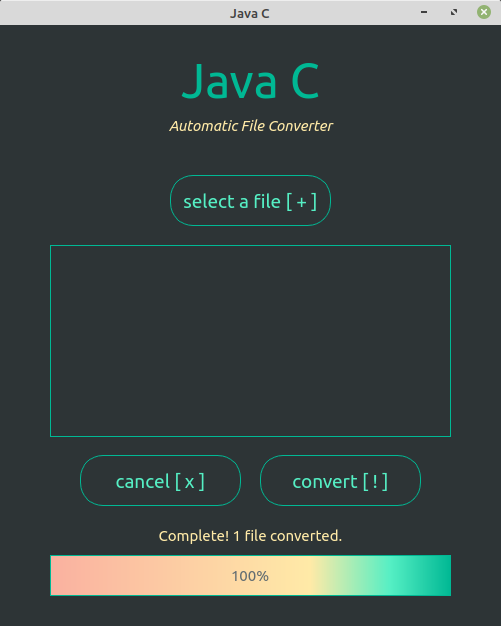 Java C
Java C
Automatic File Converter
select a file [ + ]
cancel [ x ]
convert [ ! ]
Complete! 1 file converted.
100%